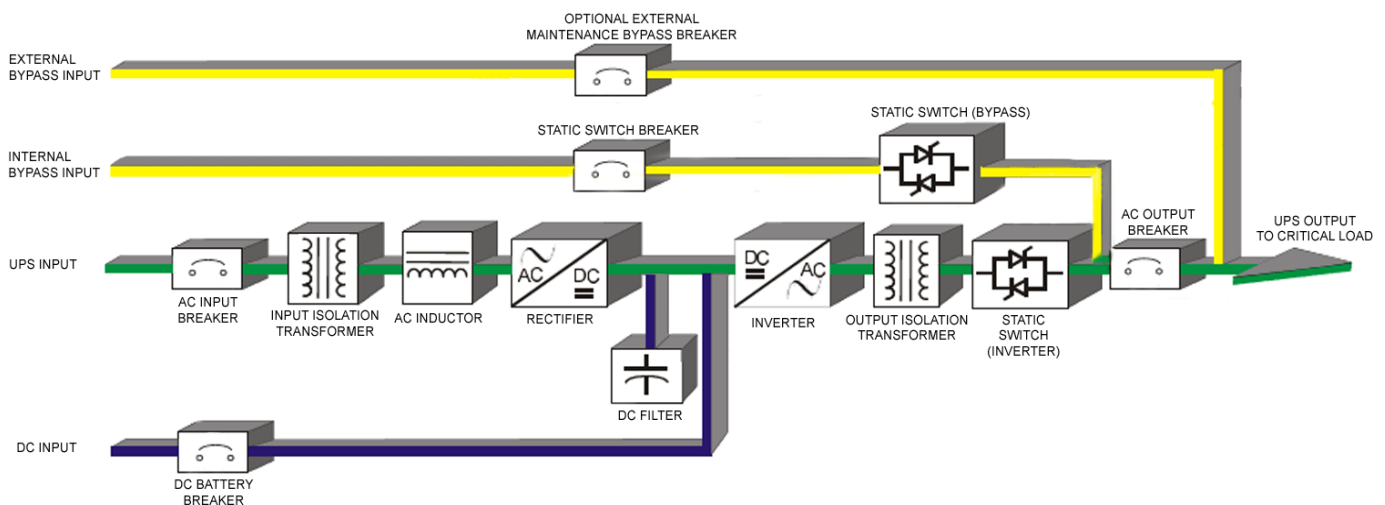 OPTIONAL EXTERNAL
MAINTENANCE BYPASS BREAKER
EXTERNAL
BYPASS INPUT
STATIC SWITCH BREAKER
STATIC SWITCH (BYPASS)
INTERNAL
BYPASS INPUT
AC OUTPUT
BREAKER
UPS OUTPUT
TO CRITICAL LOAD
UPS INPUT
AC
DC
DC
AC
AC INPUT
BREAKER
INPUT ISOLATION
TRANSFORMER
AC INDUCTOR
RECTIFIER
INVERTER
OUTPUT ISOLATION
TRANSFORMER
STATIC
SWITCH
(INVERTER)
DC FILTER
DC INPUT
DC BATTERY
BREAKER